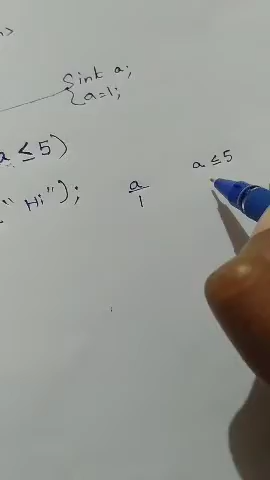 >
int a;
a=1;
a ≤ 5)
"Hi");
a
1
a ≤ 5